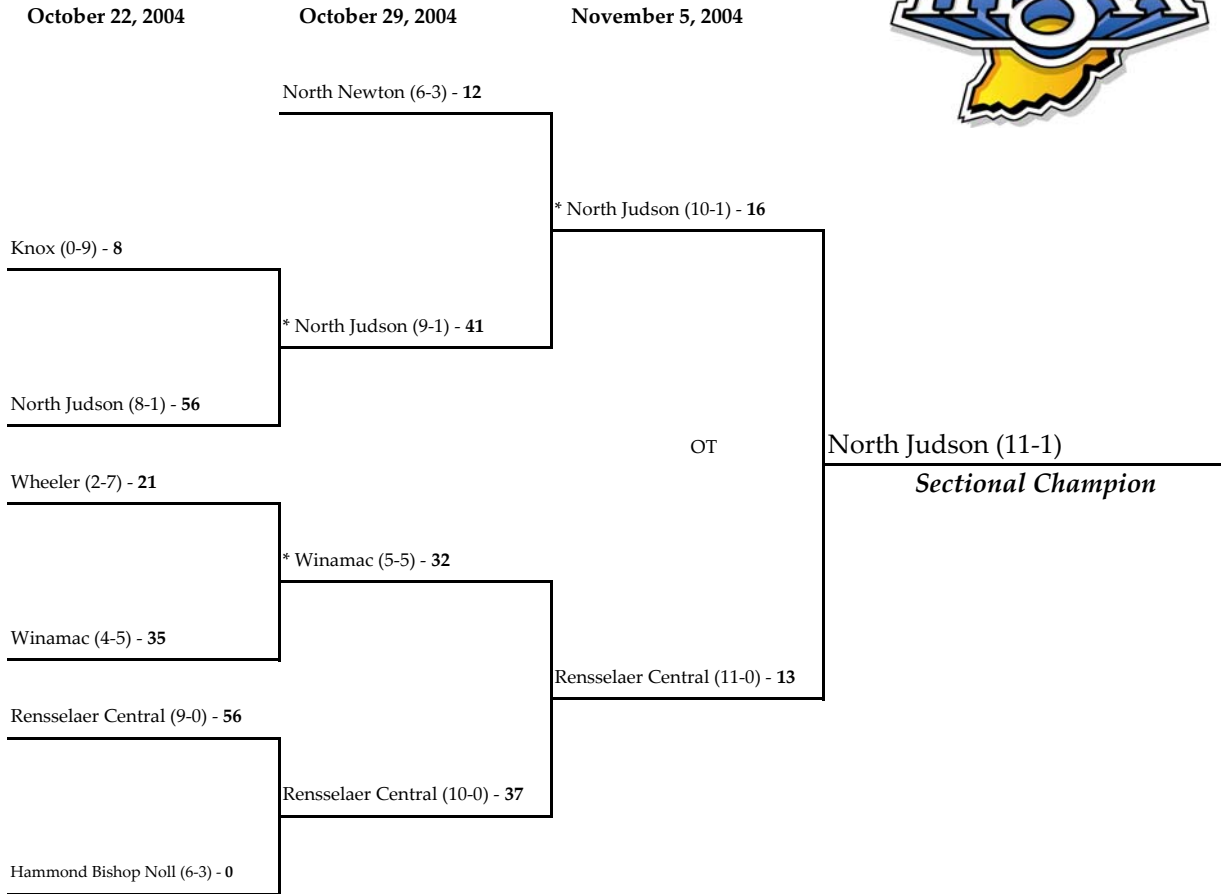 October 22, 2004 October 29, 2004 November 5, 2004
North Newton (6-3) - 12
* North Judson (10-1) - 16
Knox (0-9) - 8
* North Judson (9-1) - 41
North Judson (8-1) - 56
OT
North Judson (11-1)
Wheeler (2-7) - 21
Sectional Champion
* Winamac (5-5) - 32
Winamac (4-5) - 35
Rensselaer Central (11-0) - 13
Rensselaer Central (9-0) - 56
Rensselaer Central (10-0) - 37
Hammond Bishop Noll (6-3) - 0